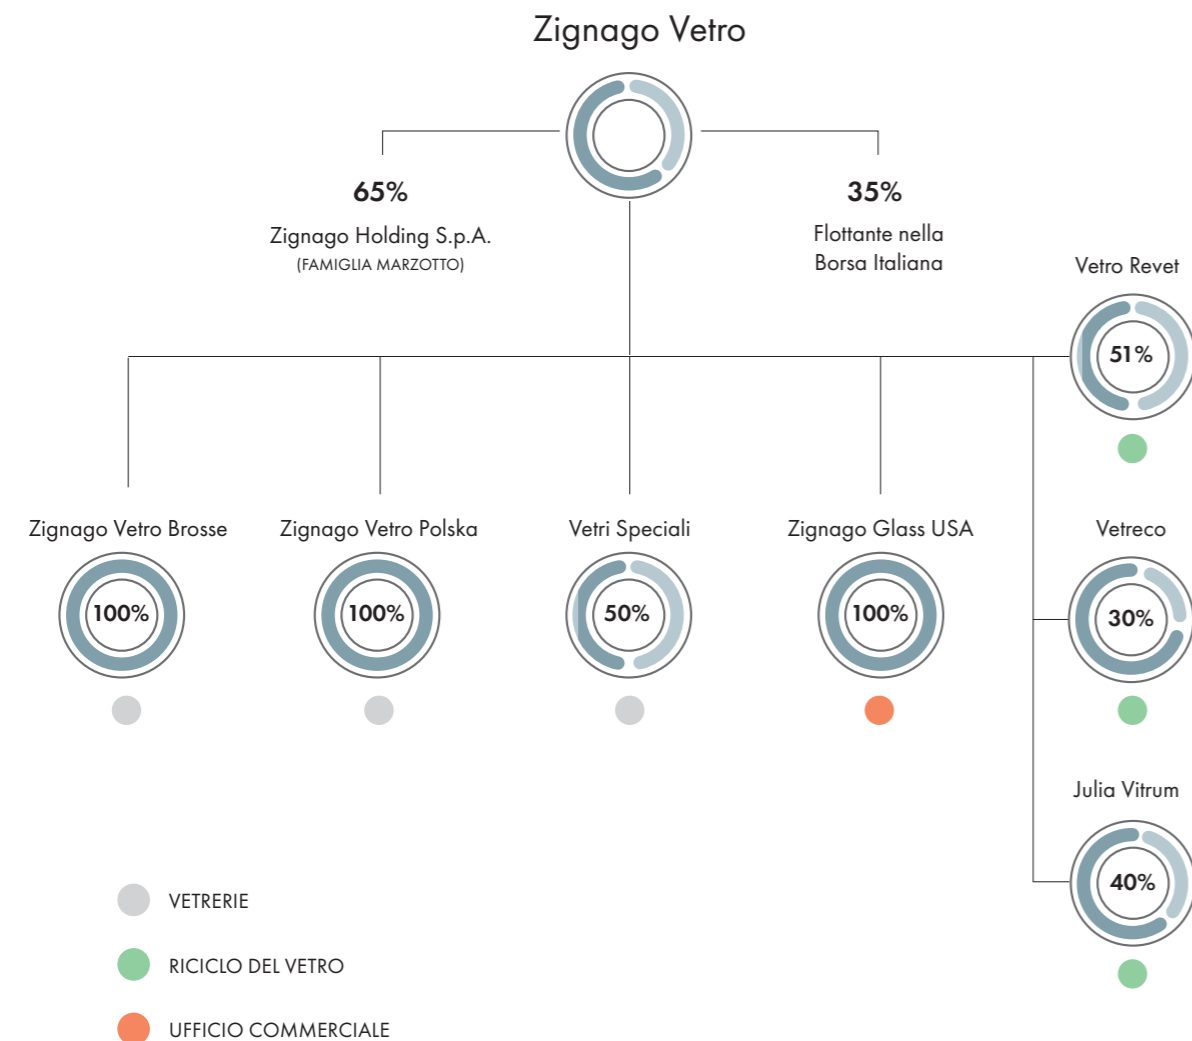 Zignago Vetro
65%
Zignago Holding S.p.A.
(FAMIGLIA MARZOTTO)
35%
Flottante nella
Borsa Italiana
Vetro Revet
51%
Zignago Vetro Brosse
100%
Zignago Vetro Polska
100%
Vetri Speciali
50%
Zignago Glass USA
100%
Vetreco
30%
Julia Vitrum
40%
VETRERIE
RICICLO DEL VETRO
UFFICIO COMMERCIALE